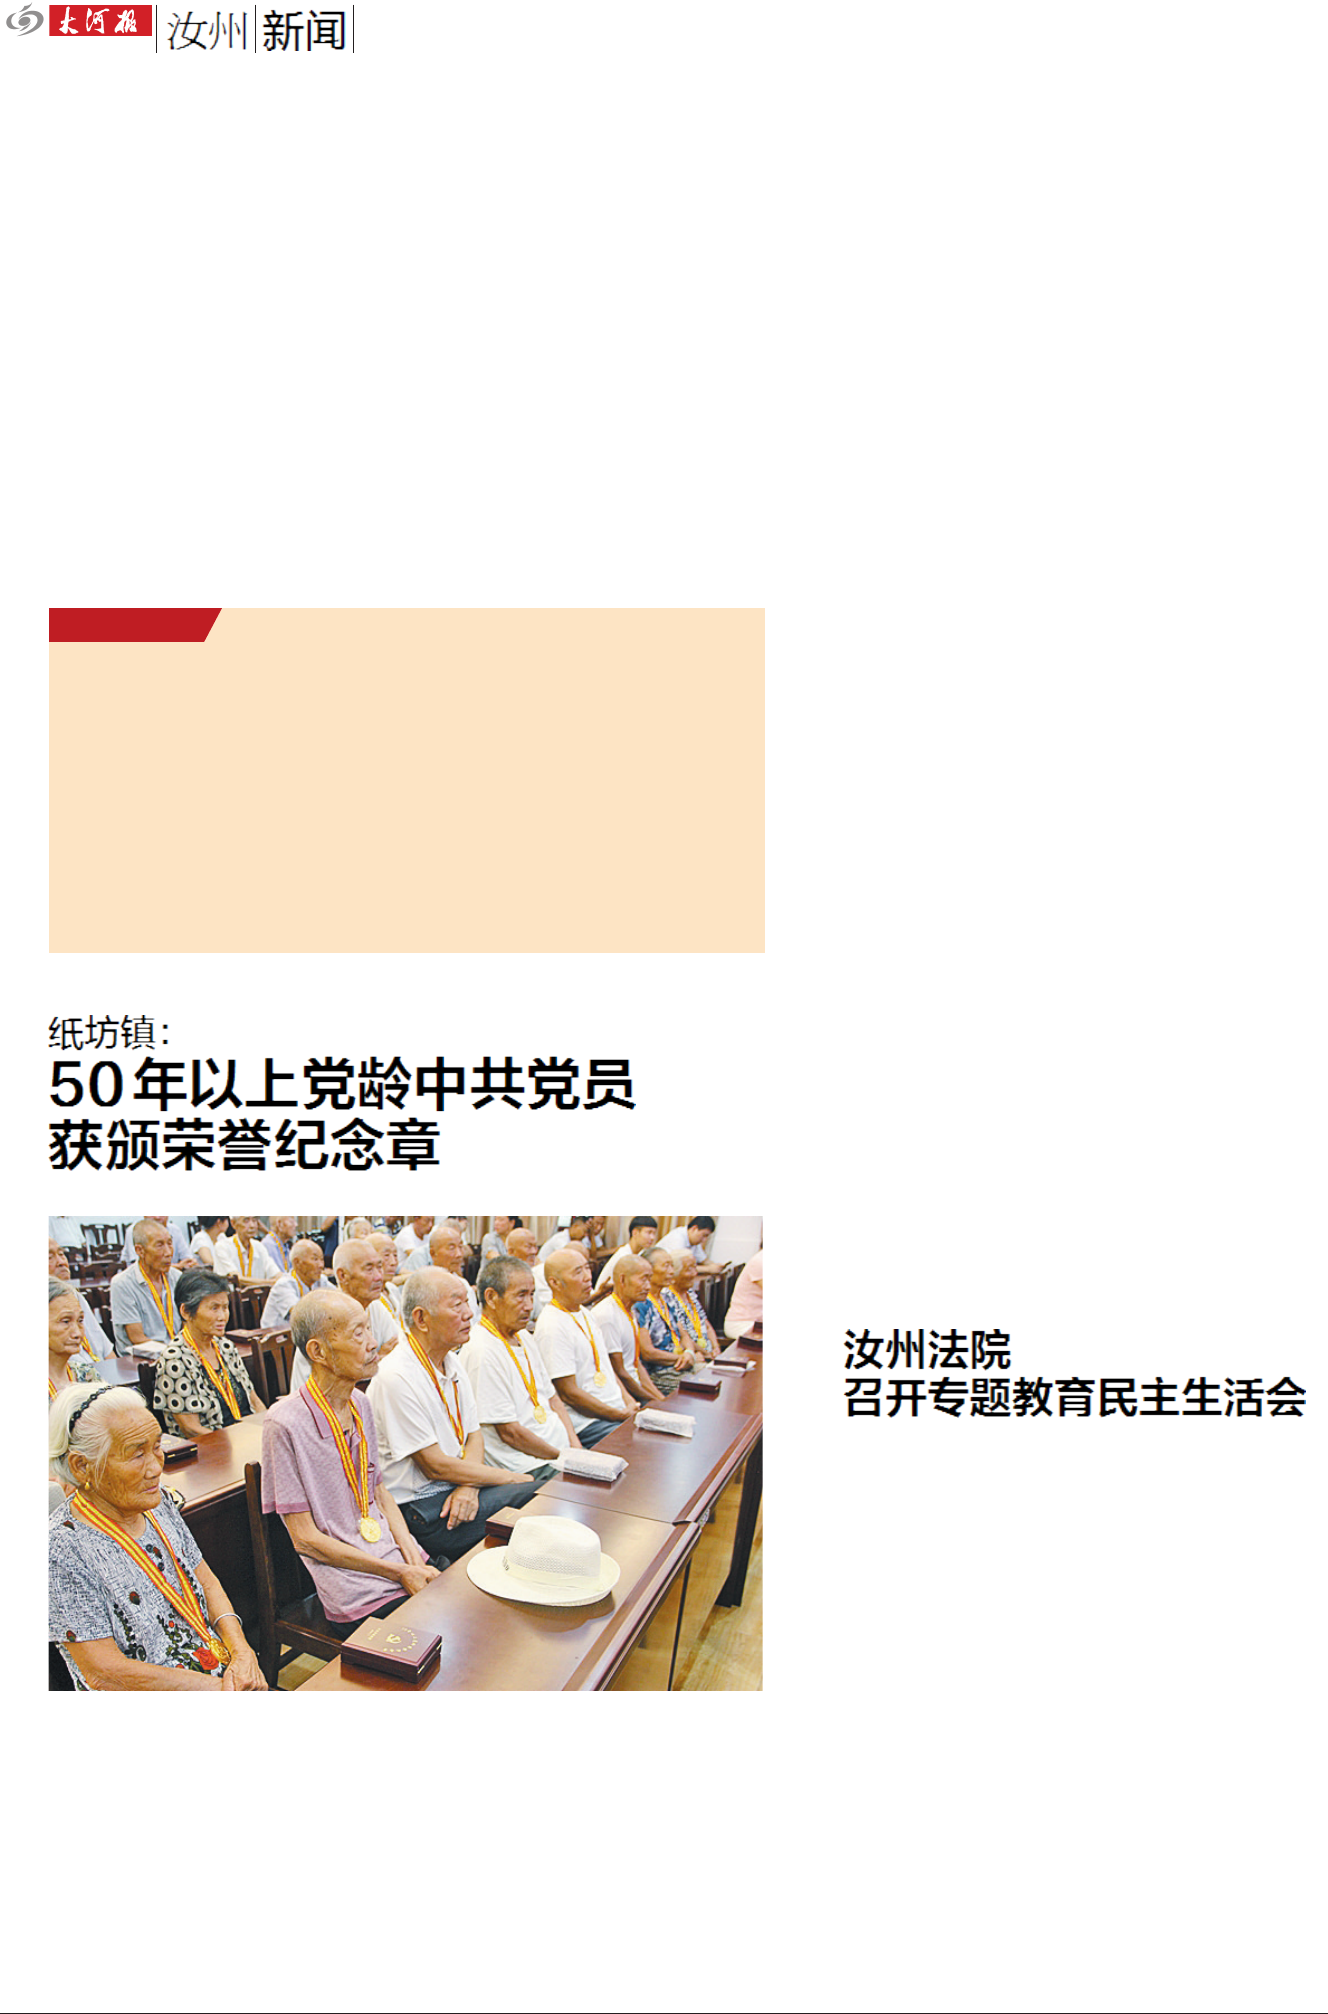 大河报 汝州 新闻
纸坊镇：
50年以上党龄中共党员
获颁荣誉纪念章
汝州法院
召开专题教育民主生活会